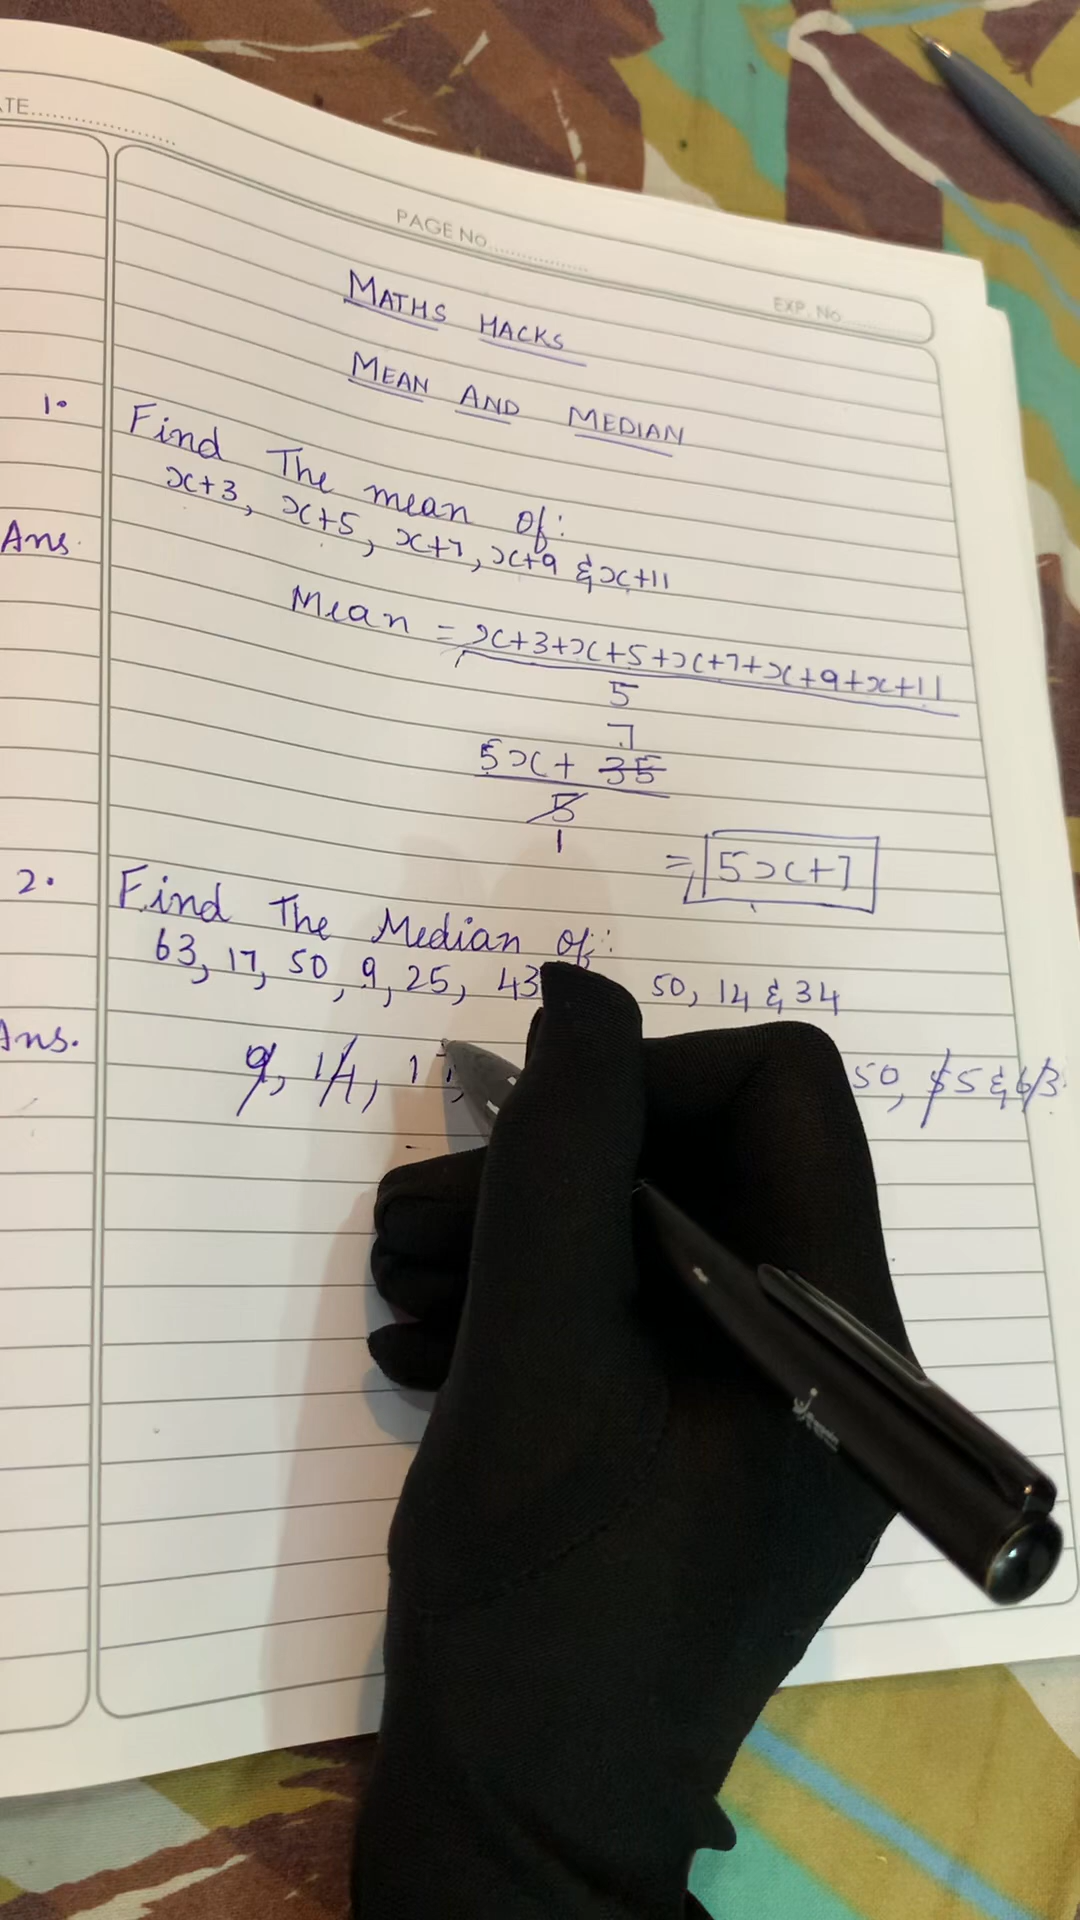 PAGE No..................
EXP. No..............
MATHS HACKS
MEAN AND MEDIAN
1. Find The mean of:
x+3, x+5, x+7, x+9 & x+11
Ans.
Mean = x+3+x+5+x+7+x+9+x+11
5
7
5x+ 35
5
1
= 5x+7
2. Find The Median Of:
63, 17, 50, 9, 25, 43 50, 14 & 34
Ans.
9, 14, 50, 55 & 63